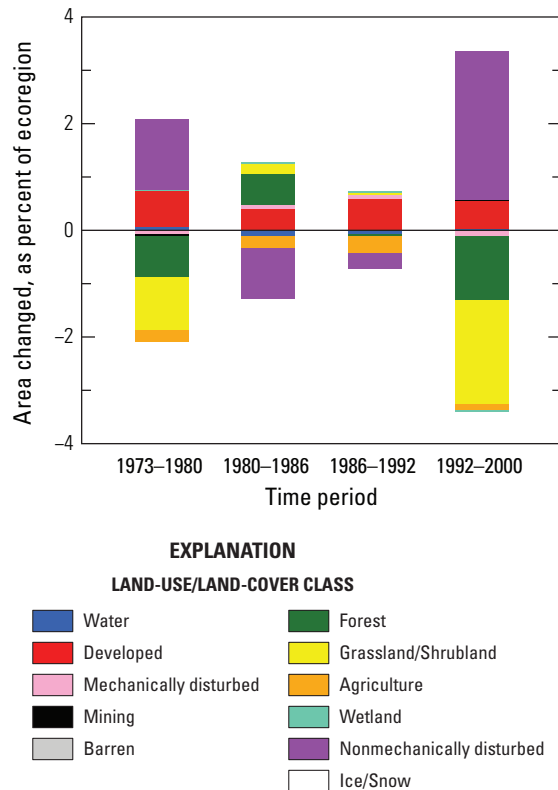 Area changed, as percent of ecoregion
4
2
0
–2
–4
1973–1980 1980–1986 1986–1992 1992–2000
Time period
EXPLANATION
LAND-USE/LAND-COVER CLASS
Water
Developed
Mechanically disturbed
Mining
Barren
Forest
Grassland/Shrubland
Agriculture
Wetland
Nonmechanically disturbed
Ice/Snow